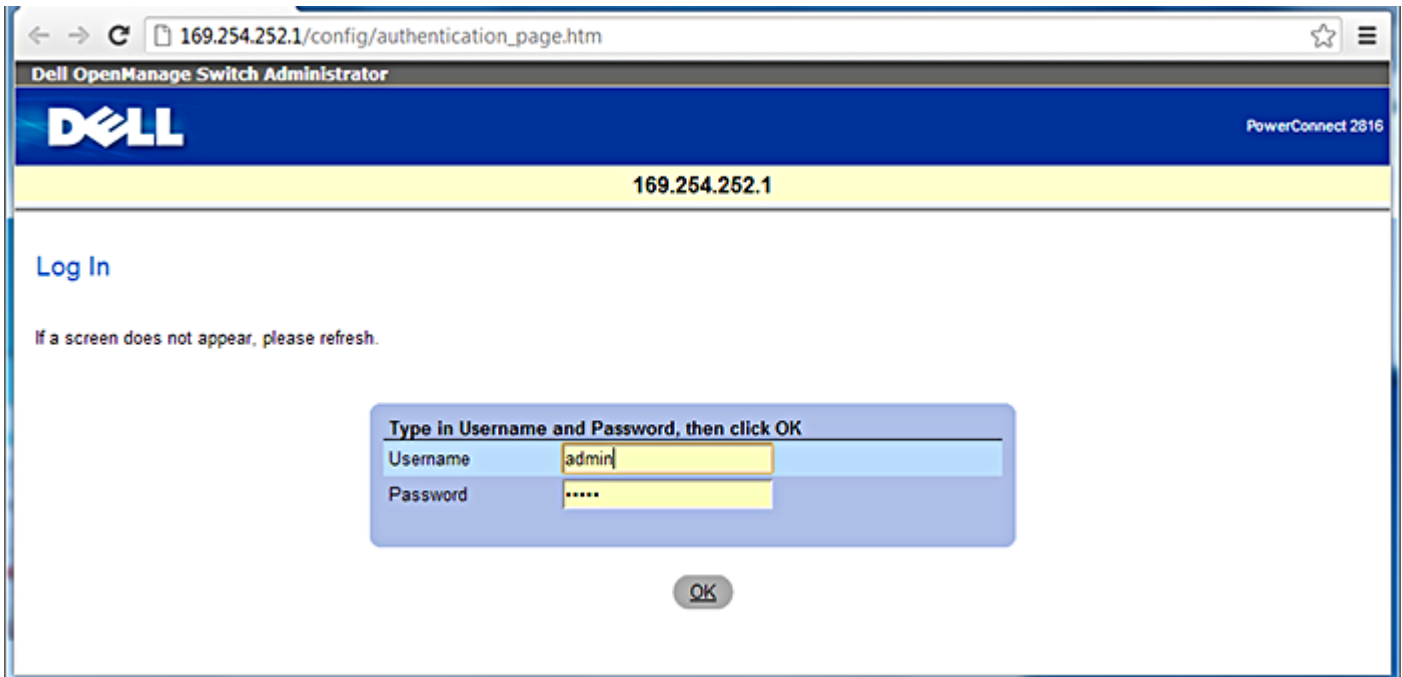 169.254.252.1/config/authentication_page.htm
Dell OpenManage Switch Administrator
DELL
PowerConnect 2816
169.254.252.1
Log In
If a screen does not appear, please refresh.
Type in Username and Password, then click OK
Username admin
Password •••••
OK